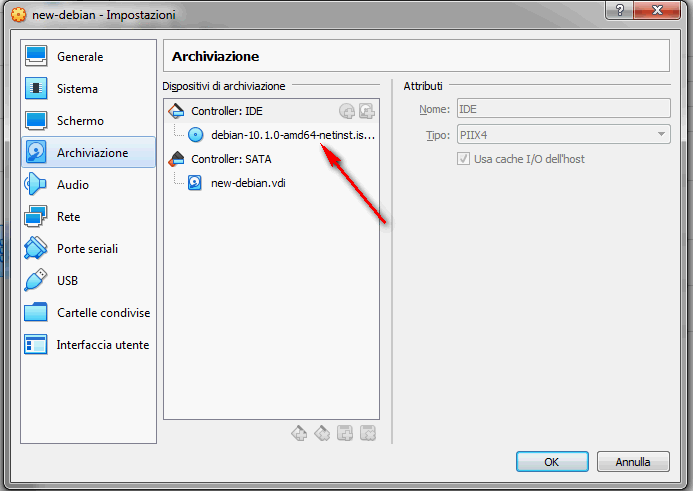 new-debian - Impostazioni
Generale
Sistema
Schermo
Archiviazione
Audio
Rete
Porte seriali
USB
Cartelle condivise
Interfaccia utente
Archiviazione
Dispositivi di archiviazione
Controller: IDE
debian-10.1.0-amd64-netinst.is...
Controller: SATA
new-debian.vdi
Attributi
Nome: IDE
Tipo: PIIX4
Usa cache I/O dell'host
OK
Annulla